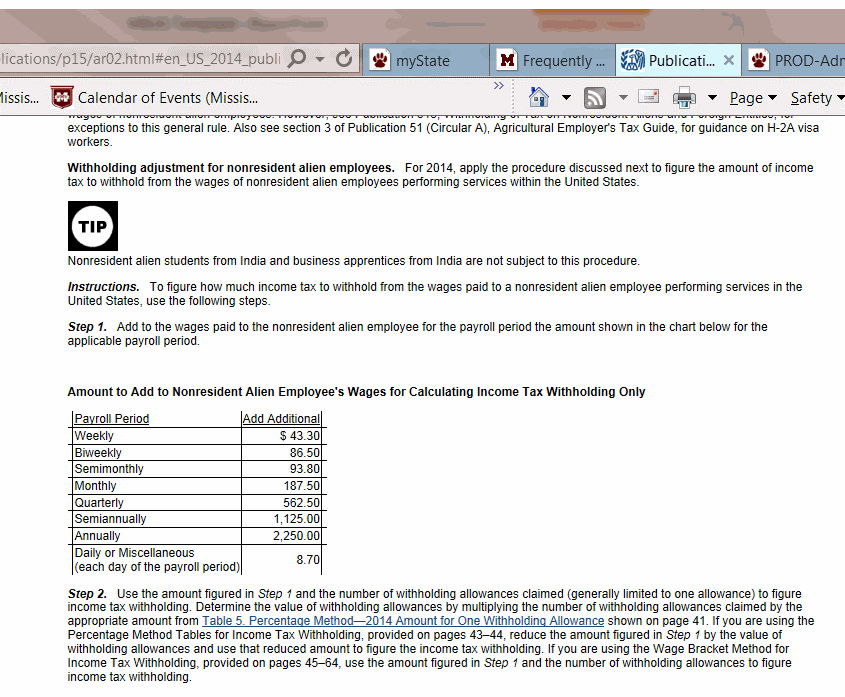 lications/p15/ar02.html#en_US_2014_publi
myState
Frequently ...
Publicati...
PROD-Adr
Missis...
Calendar of Events (Missis...
Page
Safety
exceptions to this general rule. Also see section 3 of Publication 51 (Circular A), Agricultural Employer's Tax Guide, for guidance on H-2A visa
workers.
Withholding adjustment for nonresident alien employees. For 2014, apply the procedure discussed next to figure the amount of income
tax to withhold from the wages of nonresident alien employees performing services within the United States.
TIP
Nonresident alien students from India and business apprentices from India are not subject to this procedure.
Instructions. To figure how much income tax to withhold from the wages paid to a nonresident alien employee performing services in the
United States, use the following steps.
Step 1. Add to the wages paid to the nonresident alien employee for the payroll period the amount shown in the chart below for the
applicable payroll period.
Amount to Add to Nonresident Alien Employee's Wages for Calculating Income Tax Withholding Only
Payroll Period Add Additional
Weekly $ 43.30
Biweekly 86.50
Semimonthly 93.80
Monthly 187.50
Quarterly 562.50
Semiannually 1,125.00
Annually 2,250.00
Daily or Miscellaneous
(each day of the payroll period) 8.70
Step 2. Use the amount figured in Step 1 and the number of withholding allowances claimed (generally limited to one allowance) to figure
income tax withholding. Determine the value of withholding allowances by multiplying the number of withholding allowances claimed by the
appropriate amount from Table 5. Percentage Method—2014 Amount for One Withholding Allowance shown on page 41. If you are using the
Percentage Method Tables for Income Tax Withholding, provided on pages 43–44, reduce the amount figured in Step 1 by the value of
withholding allowances and use that reduced amount to figure the income tax withholding. If you are using the Wage Bracket Method for
Income Tax Withholding, provided on pages 45–64, use the amount figured in Step 1 and the number of withholding allowances to figure
income tax withholding.